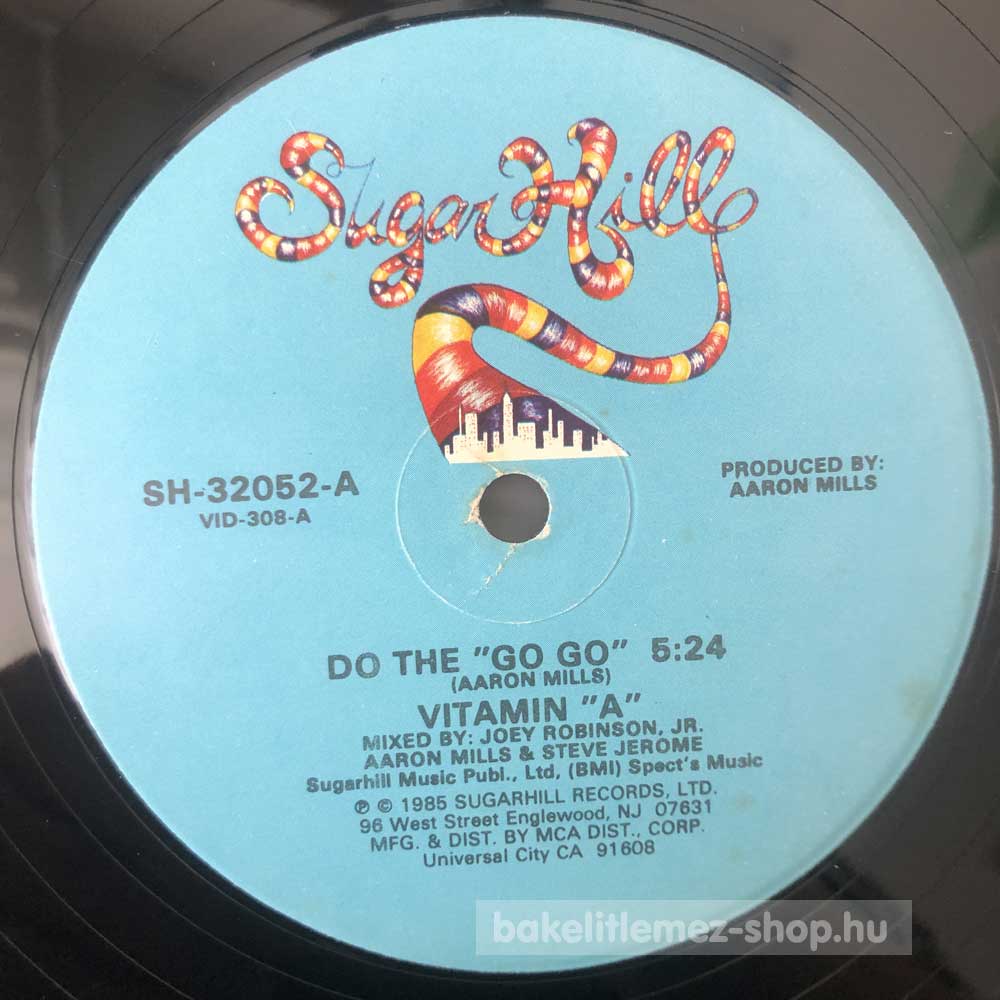 Sugar Hill
SH-32052-A
VID-308-A
PRODUCED BY:
AARON MILLS
DO THE "GO GO" 5:24
(AARON MILLS)
VITAMIN "A"
MIXED BY: JOEY ROBINSON, JR.
AARON MILLS & STEVE JEROME
Sugarhill Music Publ., Ltd, (BMI) Spect's Music
℗ © 1985 SUGARHILL RECORDS, LTD.
96 West Street Englewood, NJ 07631
MFG. & DIST. BY MCA DIST., CORP.
Universal City CA 91608
bakelitlemez-shop.hu